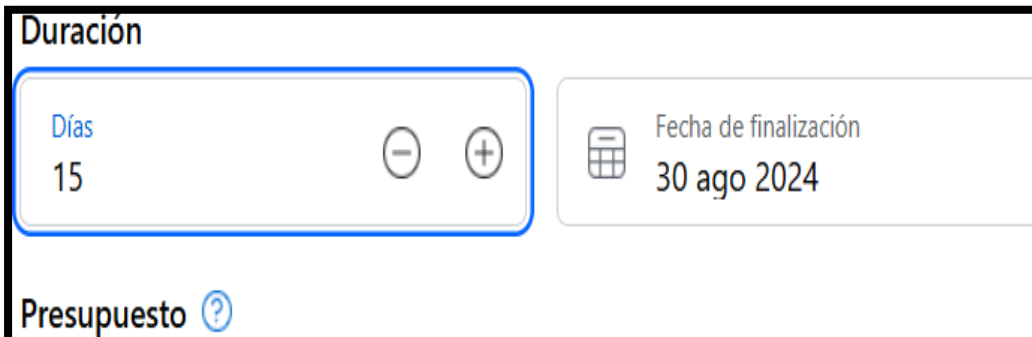 Duración
Días
15
Fecha de finalización
30 ago 2024
Presupuesto